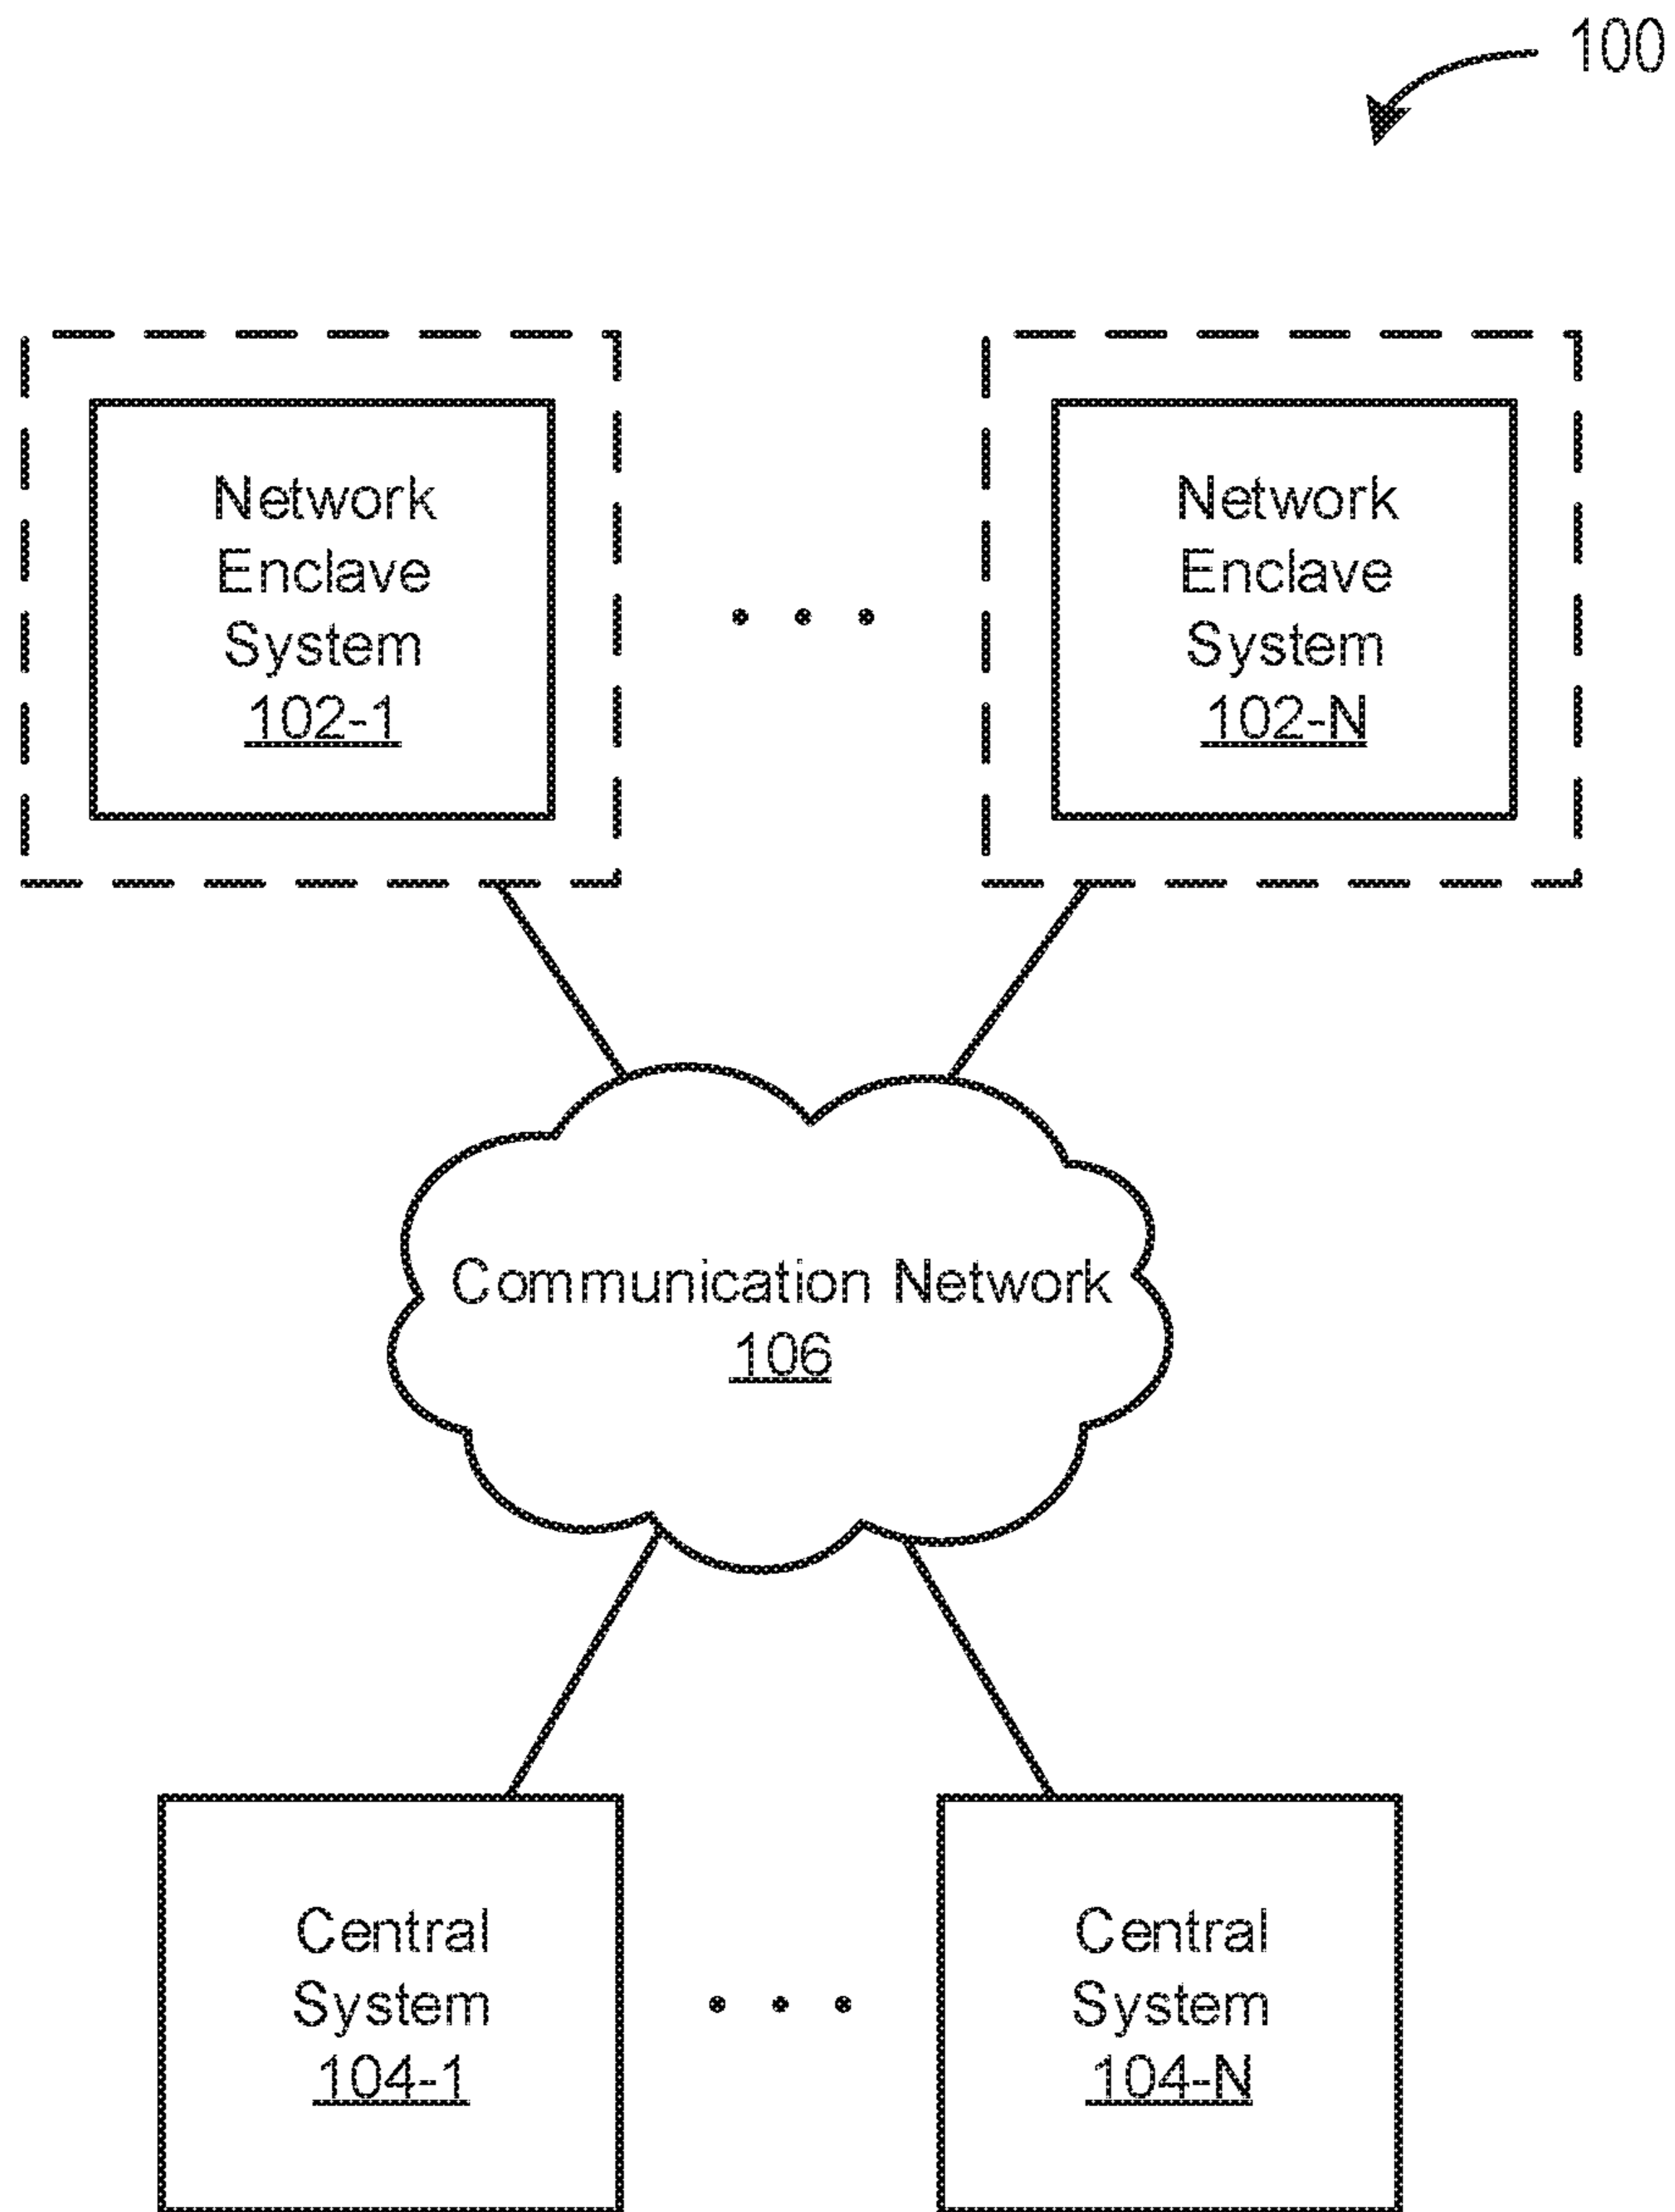 100
Network
Enclave
System
102-1
Network
Enclave
System
102-N
Communication Network
106
Central
System
104-1
Central
System
104-N